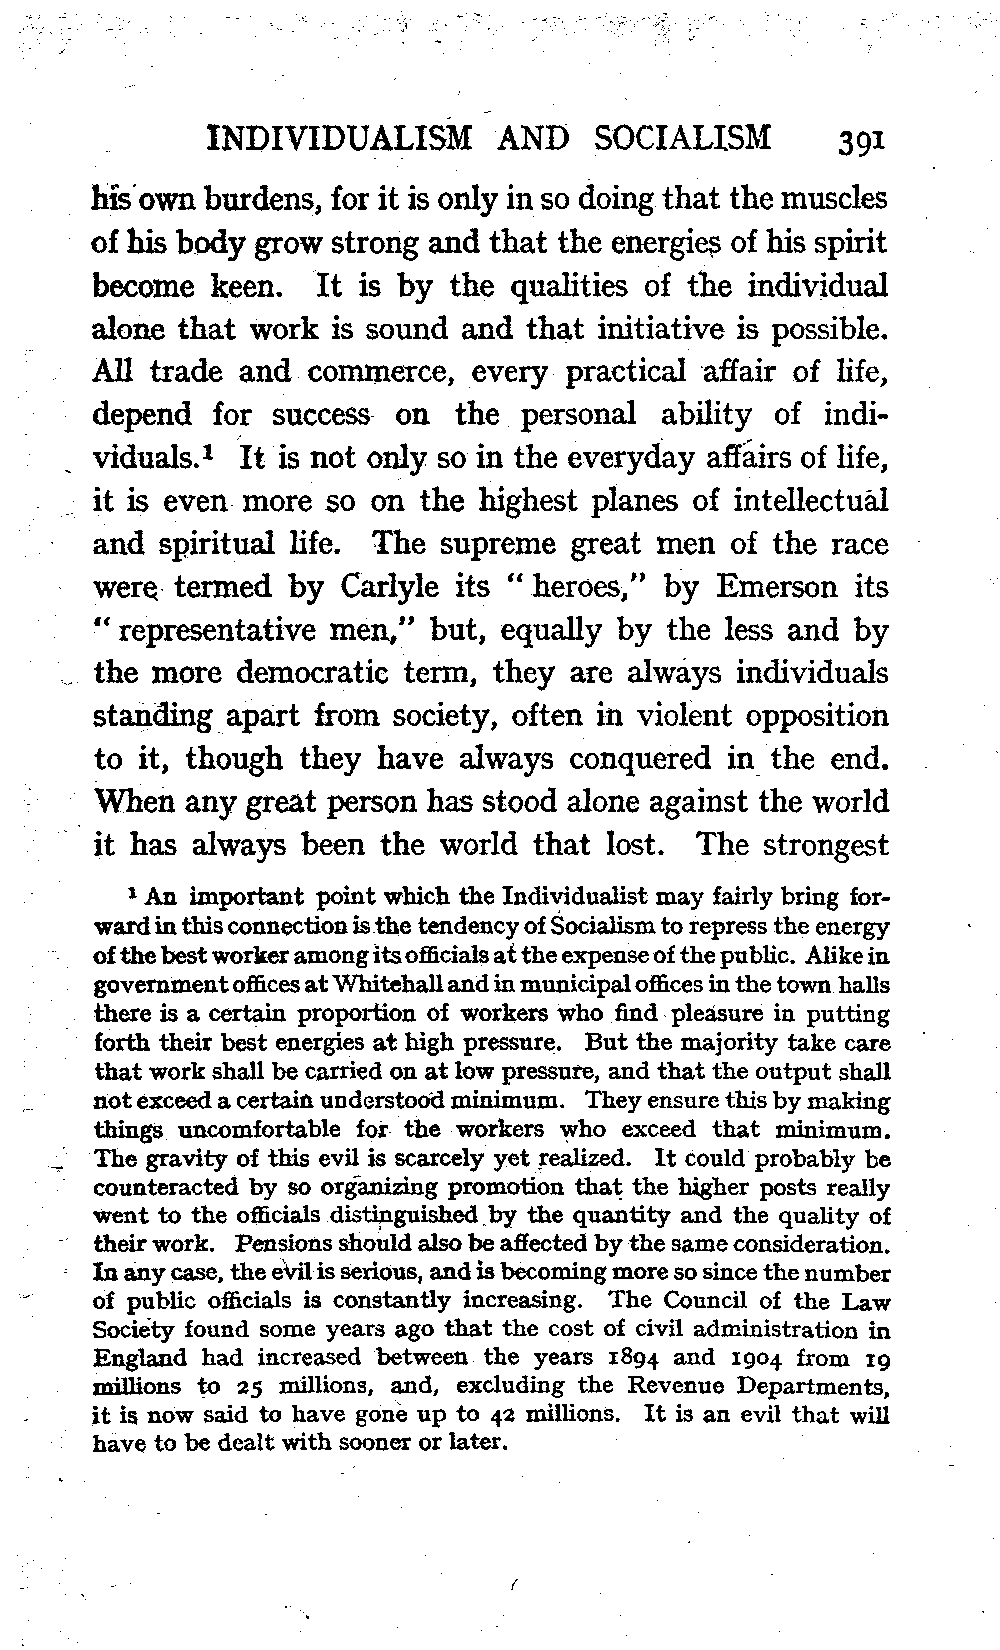 INDIVIDUALISM AND SOCIALISM 391
his own burdens, for it is only in so doing that the muscles
of his body grow strong and that the energies of his spirit
become keen. It is by the qualities of the individual
alone that work is sound and that initiative is possible.
All trade and commerce, every practical affair of life,
depend for success on the personal ability of indi-
viduals.¹ It is not only so in the everyday affairs of life,
it is even more so on the highest planes of intellectual
and spiritual life. The supreme great men of the race
were termed by Carlyle its " heroes," by Emerson its
" representative men," but, equally by the less and by
the more democratic term, they are always individuals
standing apart from society, often in violent opposition
to it, though they have always conquered in the end.
When any great person has stood alone against the world
it has always been the world that lost. The strongest
¹ An important point which the Individualist may fairly bring for-
ward in this connection is the tendency of Socialism to repress the energy
of the best worker among its officials at the expense of the public. Alike in
government offices at Whitehall and in municipal offices in the town halls
there is a certain proportion of workers who find pleasure in putting
forth their best energies at high pressure. But the majority take care
that work shall be carried on at low pressure, and that the output shall
not exceed a certain understood minimum. They ensure this by making
things uncomfortable for the workers who exceed that minimum.
The gravity of this evil is scarcely yet realized. It could probably be
counteracted by so organizing promotion that the higher posts really
went to the officials distinguished by the quantity and the quality of
their work. Pensions should also be affected by the same consideration.
In any case, the evil is serious, and is becoming more so since the number
of public officials is constantly increasing. The Council of the Law
Society found some years ago that the cost of civil administration in
England had increased between the years 1894 and 1904 from 19
millions to 25 millions, and, excluding the Revenue Departments,
it is now said to have gone up to 42 millions. It is an evil that will
have to be dealt with sooner or later.